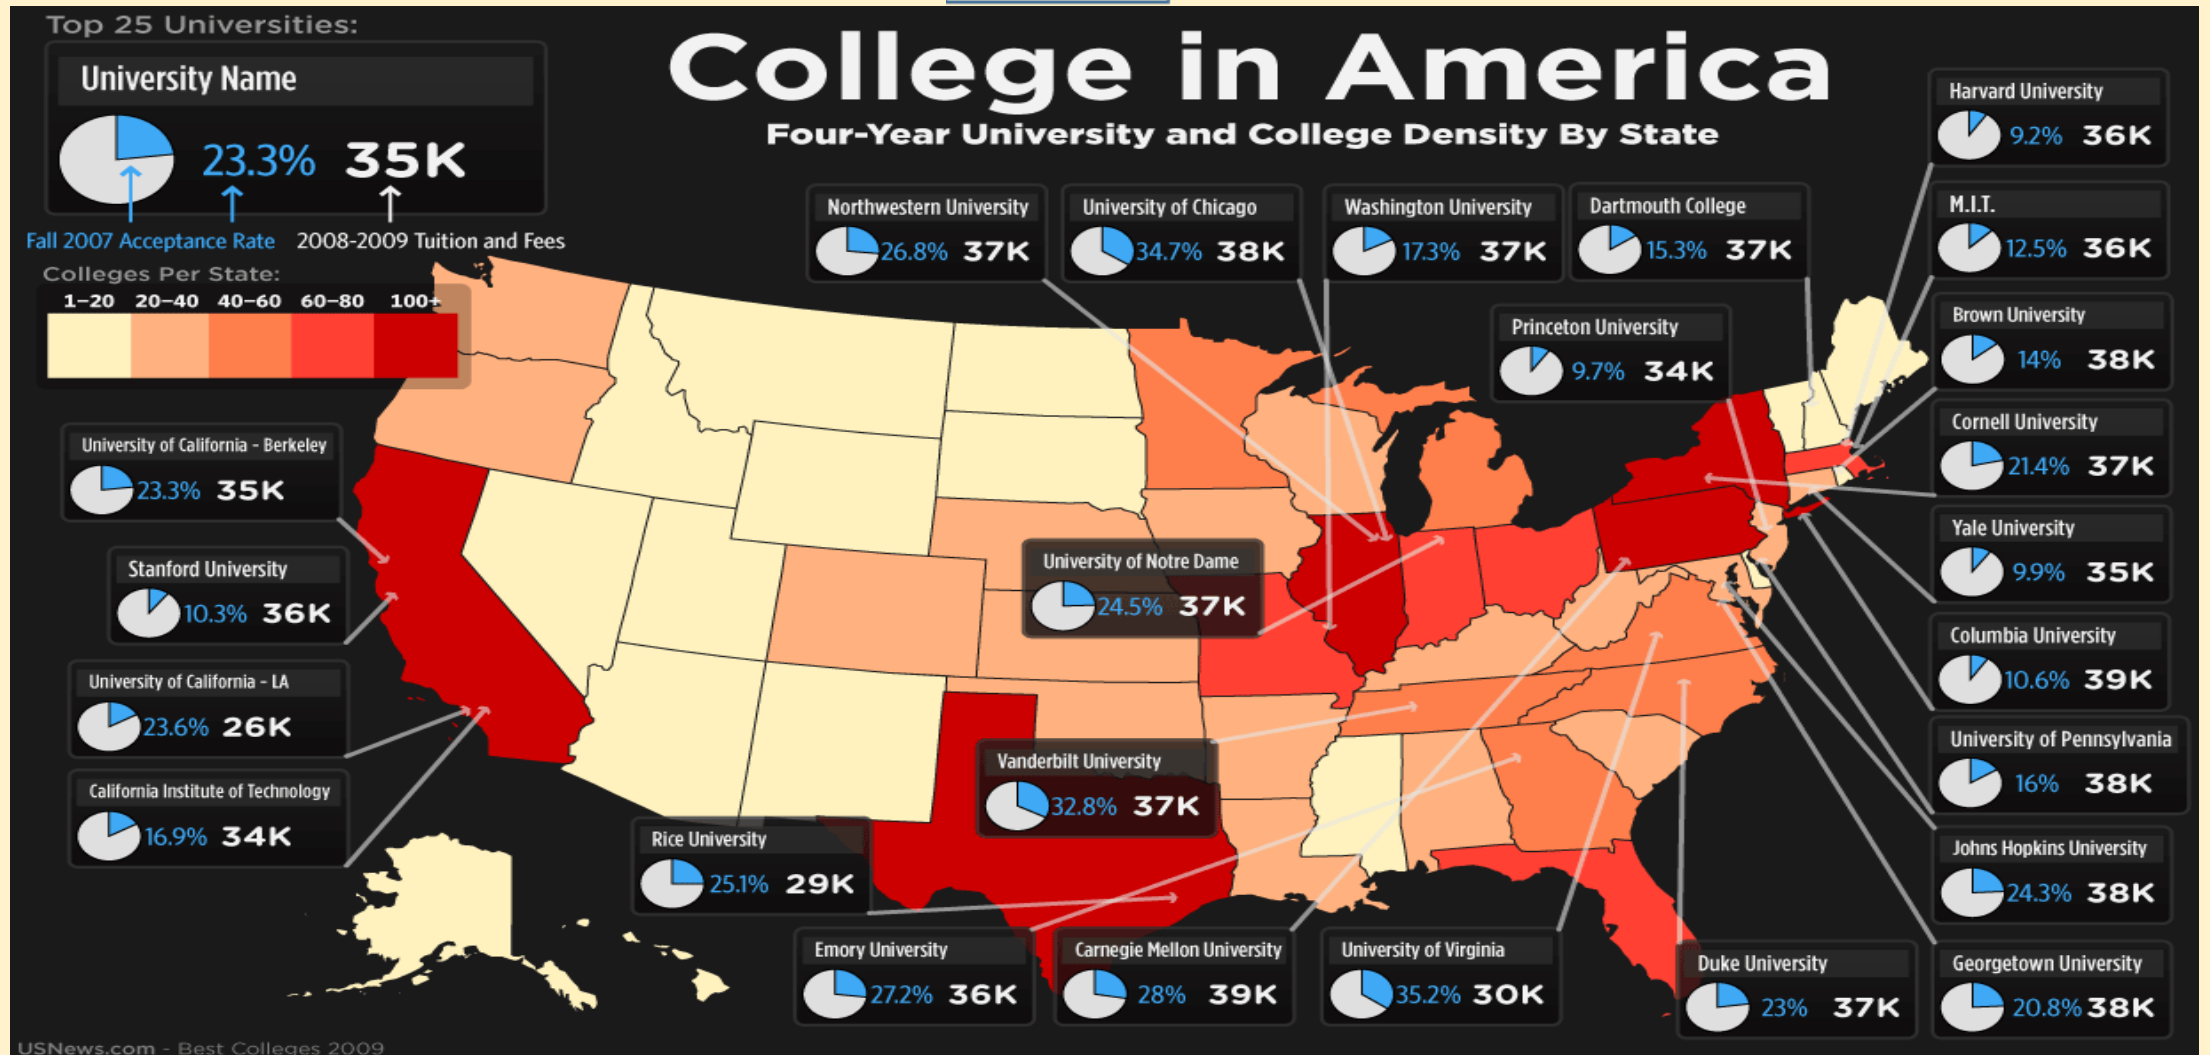 Top 25 Universities:
University Name
23.3% 35K
Fall 2007 Acceptance Rate 2008-2009 Tuition and Fees
Colleges Per State:
1-20 20-40 40-60 60-80 100+
College in America
Four-Year University and College Density By State
Northwestern University
26.8% 37K
University of Chicago
34.7% 38K
Washington University
17.3% 37K
Dartmouth College
15.3% 37K
Princeton University
9.7% 34K
Harvard University
9.2% 36K
M.I.T.
12.5% 36K
Brown University
14% 38K
Cornell University
21.4% 37K
Yale University
9.9% 35K
Columbia University
10.6% 39K
University of Pennsylvania
16% 38K
Johns Hopkins University
24.3% 38K
Georgetown University
20.8% 38K
University of California - Berkeley
23.3% 35K
Stanford University
10.3% 36K
University of California - LA
23.6% 26K
California Institute of Technology
16.9% 34K
University of Notre Dame
24.5% 37K
Vanderbilt University
32.8% 37K
Rice University
25.1% 29K
Emory University
27.2% 36K
Carnegie Mellon University
28% 39K
University of Virginia
35.2% 30K
Duke University
23% 37K
USNews.com - Best Colleges 2009